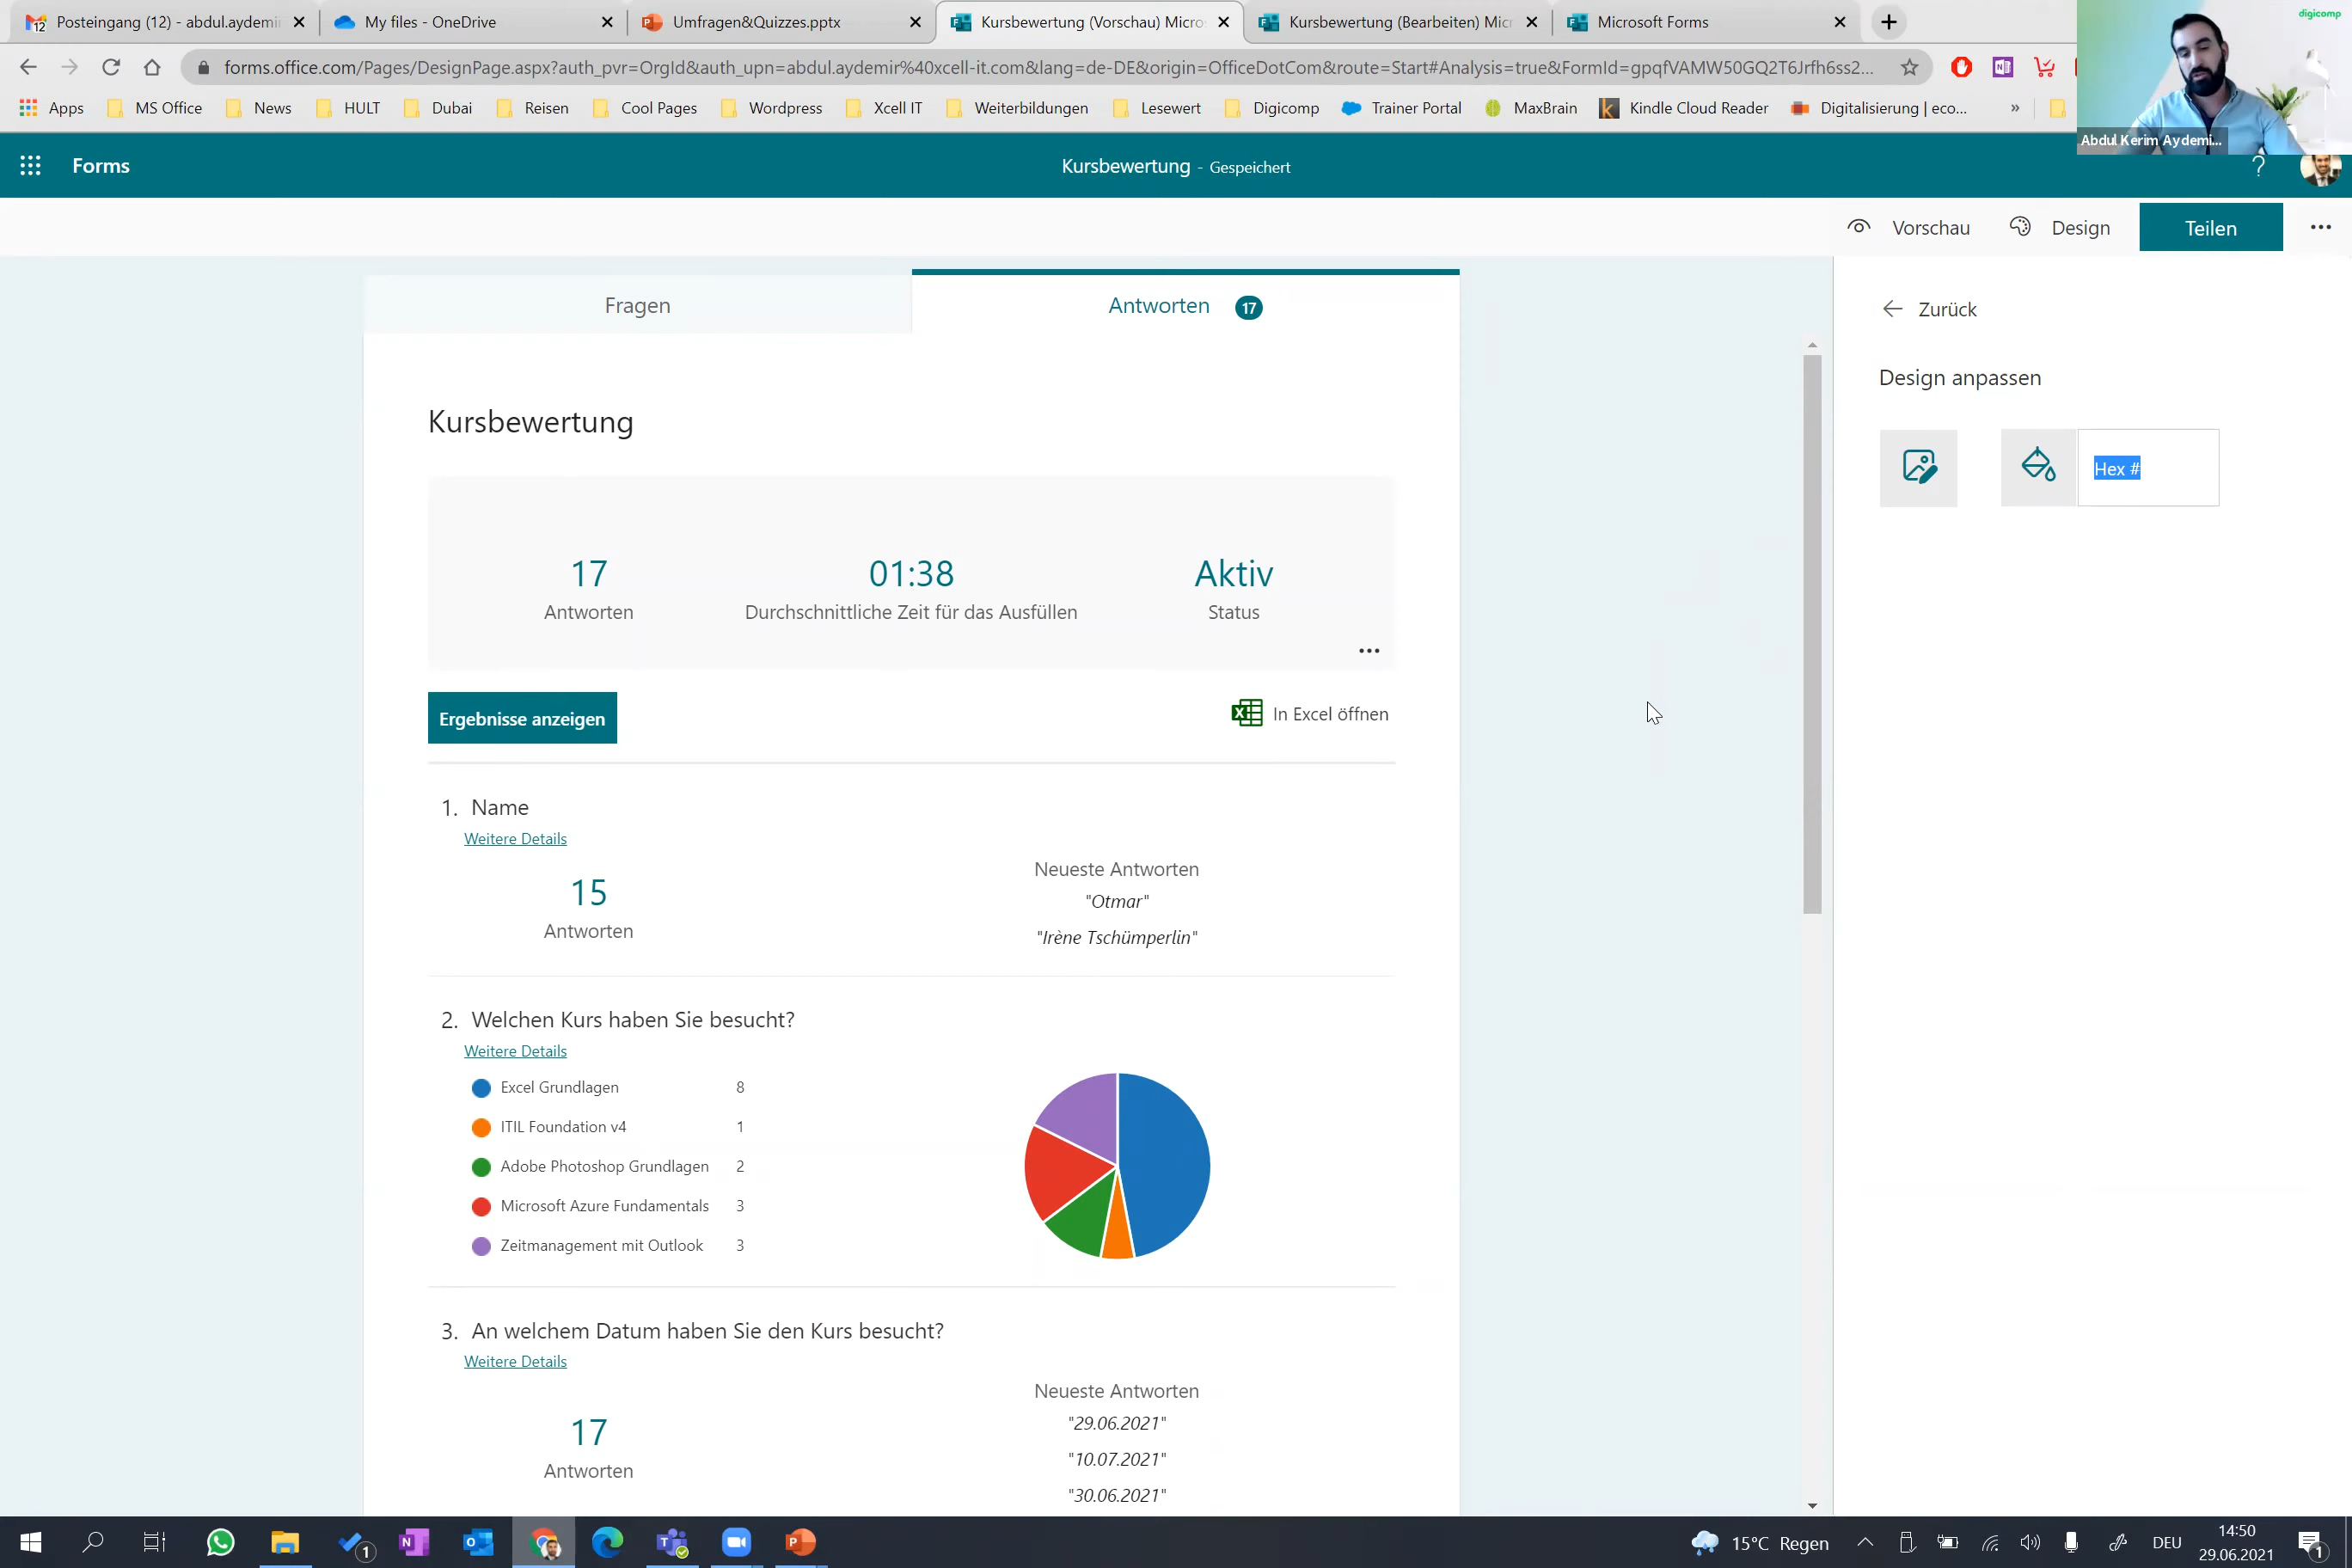 Posteingang (12) - abdul.aydemir
My files - OneDrive
Umfragen&Quizzes.pptx
Kursbewertung (Vorschau) Micros
Kursbewertung (Bearbeiten) Micr
Microsoft Forms
digicomp
forms.office.com/Pages/DesignPage.aspx?auth_pvr=OrgId&auth_upn=abdul.aydemir%40xcell-it.com&lang=de-DE&origin=OfficeDotCom&route=Start#Analysis=true&FormId=gpqfVAMW50GQ2T6Jrfh6ss2...
Apps
MS Office
News
HULT
Dubai
Reisen
Cool Pages
Wordpress
Xcell IT
Weiterbildungen
Lesewert
Digicomp
Trainer Portal
MaxBrain
Kindle Cloud Reader
Digitalisierung | eco...
»
Abdul Kerim Aydemi...
Forms
Kursbewertung - Gespeichert
?
Vorschau
Design
Teilen
Fragen
Antworten 17
Zurück
Design anpassen
Hex #
Kursbewertung
17
Antworten
01:38
Durchschnittliche Zeit für das Ausfüllen
Aktiv
Status
Ergebnisse anzeigen
In Excel öffnen
1. Name
Weitere Details
15
Antworten
Neueste Antworten
"Otmar"
"Irène Tschümperlin"
2. Welchen Kurs haben Sie besucht?
Weitere Details
Excel Grundlagen 8
ITIL Foundation v4 1
Adobe Photoshop Grundlagen 2
Microsoft Azure Fundamentals 3
Zeitmanagement mit Outlook 3
3. An welchem Datum haben Sie den Kurs besucht?
Weitere Details
17
Antworten
Neueste Antworten
"29.06.2021"
"10.07.2021"
"30.06.2021"
1
15°C Regen
DEU
14:50
29.06.2021
1